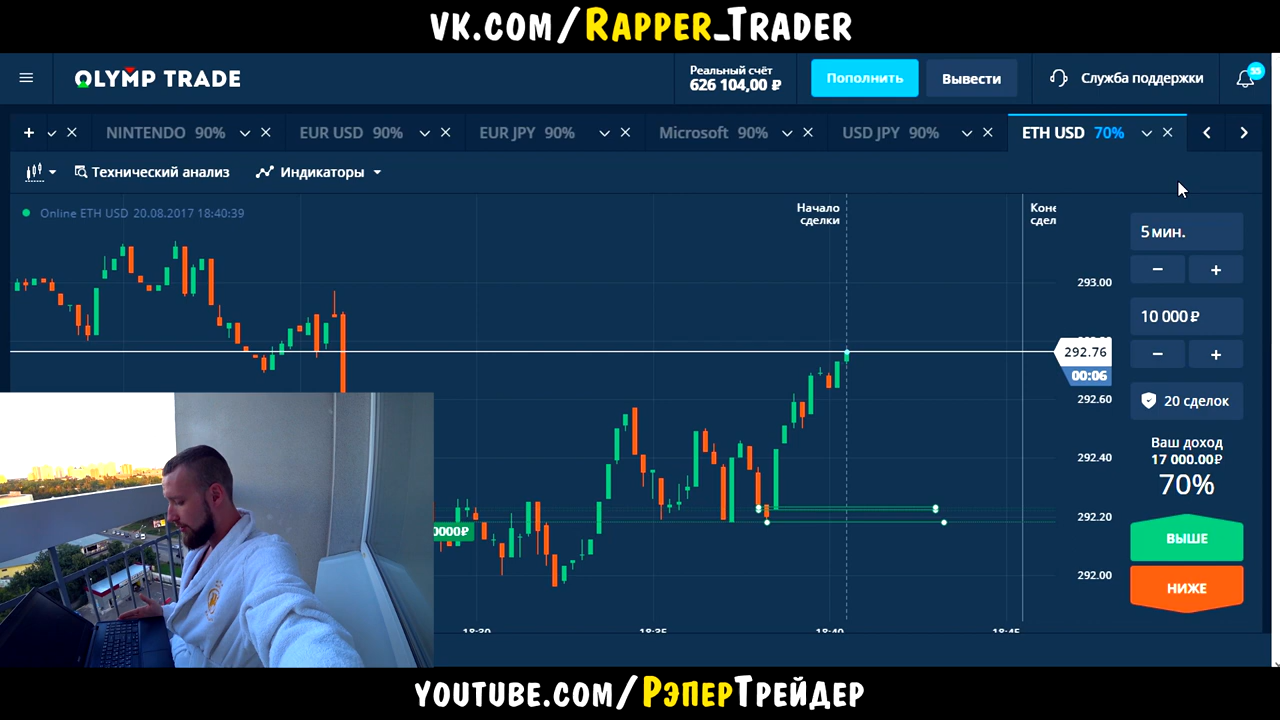 VK.COM/RAPPER_TRADER
OLYMP TRADE
Реальный счёт
626 104,00 ₽
Пополнить
Вывести
Служба поддержки
55
NINTENDO 90%
EUR USD 90%
EUR JPY 90%
Microsoft 90%
USD JPY 90%
ETH USD 70%
Технический анализ
Индикаторы
Online ETH USD 20.08.2017 18:40:39
Начало
сделки
Коне
сдел
293.00
292.76
00:06
292.60
292.40
292.20
292.00
5 мин.
10 000 ₽
20 сделок
Ваш доход
17 000.00₽
70%
ВЫШЕ
НИЖЕ
0000₽
18:30
18:35
18:40
18:45
YOUTUBE.COM/РЭПЕРТРЕЙДЕР